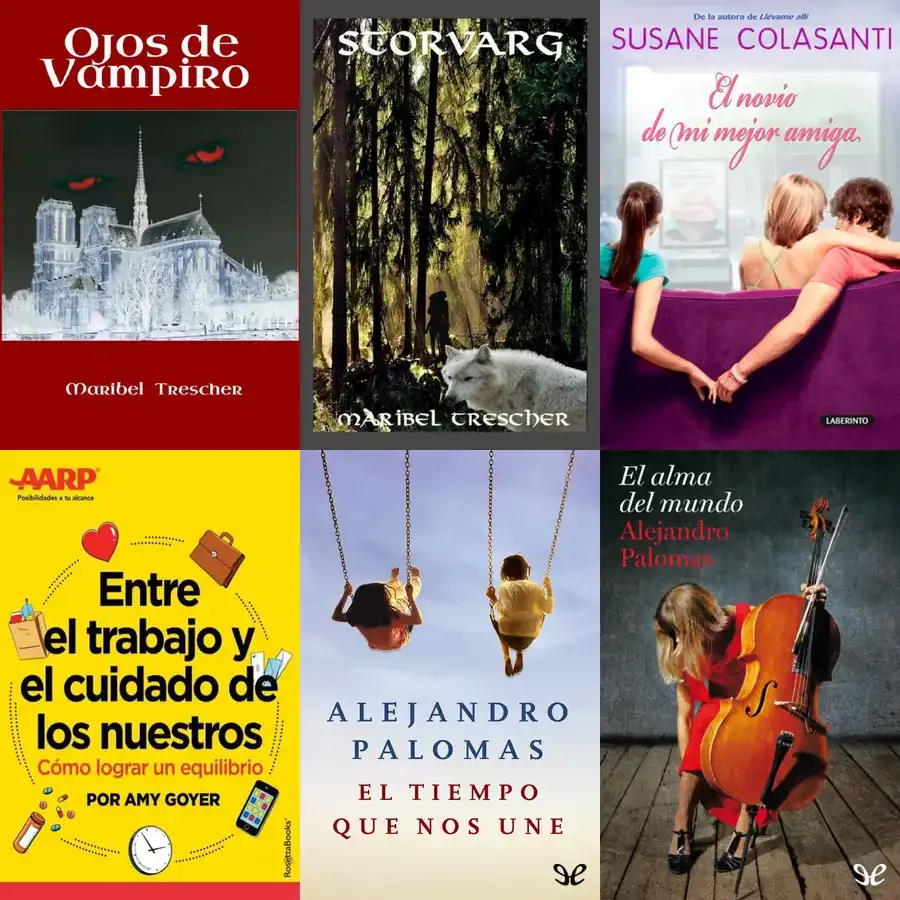 Ojos de
Vampiro
Maribel Trescher
STORVARG
Maribel Trescher
De la autora de Llévame allí
SUSANE COLASANTI
El novio
de mi mejor amiga
LABERINTO
AARP®
Posibilidades a tu alcance
Entre
el trabajo y
el cuidado de
los nuestros
Cómo lograr un equilibrio
POR AMY GOYER
RosettaBooks®
ALEJANDRO
PALOMAS
EL TIEMPO
QUE NOS UNE
El alma
del mundo
Alejandro
Palomas